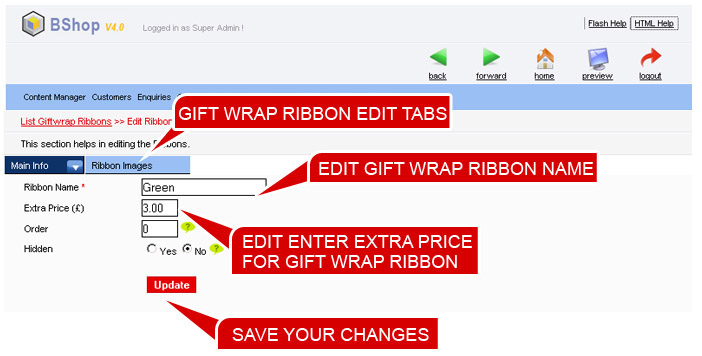 BShop V4.0
Logged in as Super Admin !
Flash Help HTML Help
back forward home preview logout
Content Manager Customers Enquiries
GIFT WRAP RIBBON EDIT TABS
List Giftwrap Ribbons >> Edit Ribbon
This section helps in editing the
Main Info Ribbon Images
EDIT GIFT WRAP RIBBON NAME
Ribbon Name * Green
Extra Price (£) 3.00
Order 0 ?
EDIT ENTER EXTRA PRICE
FOR GIFT WRAP RIBBON
Hidden Yes No ?
Update
SAVE YOUR CHANGES